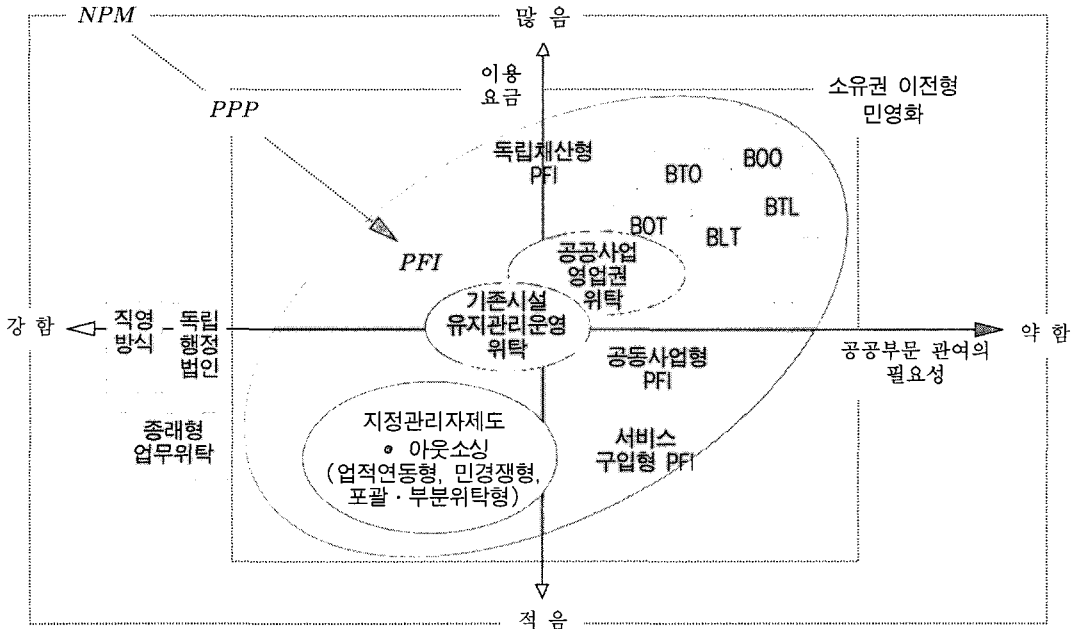 NPM
많 음
이용
요금
소유권 이전형
민영화
PPP
독립채산형
PFI
BTO
BOO
BTL
BOT
BLT
PFI
공공사업
영업권
위탁
기존시설
유지관리운영
위탁
강 함
직영
방식
독립
행정
법인
약 함
공공부문 관여의
필요성
공동사업형
PFI
종래형
업무위탁
지정관리자제도
• 아웃소싱
(업적연동형, 민경쟁형,
포괄 · 부분위탁형)
서비스
구입형 PFI
적 음